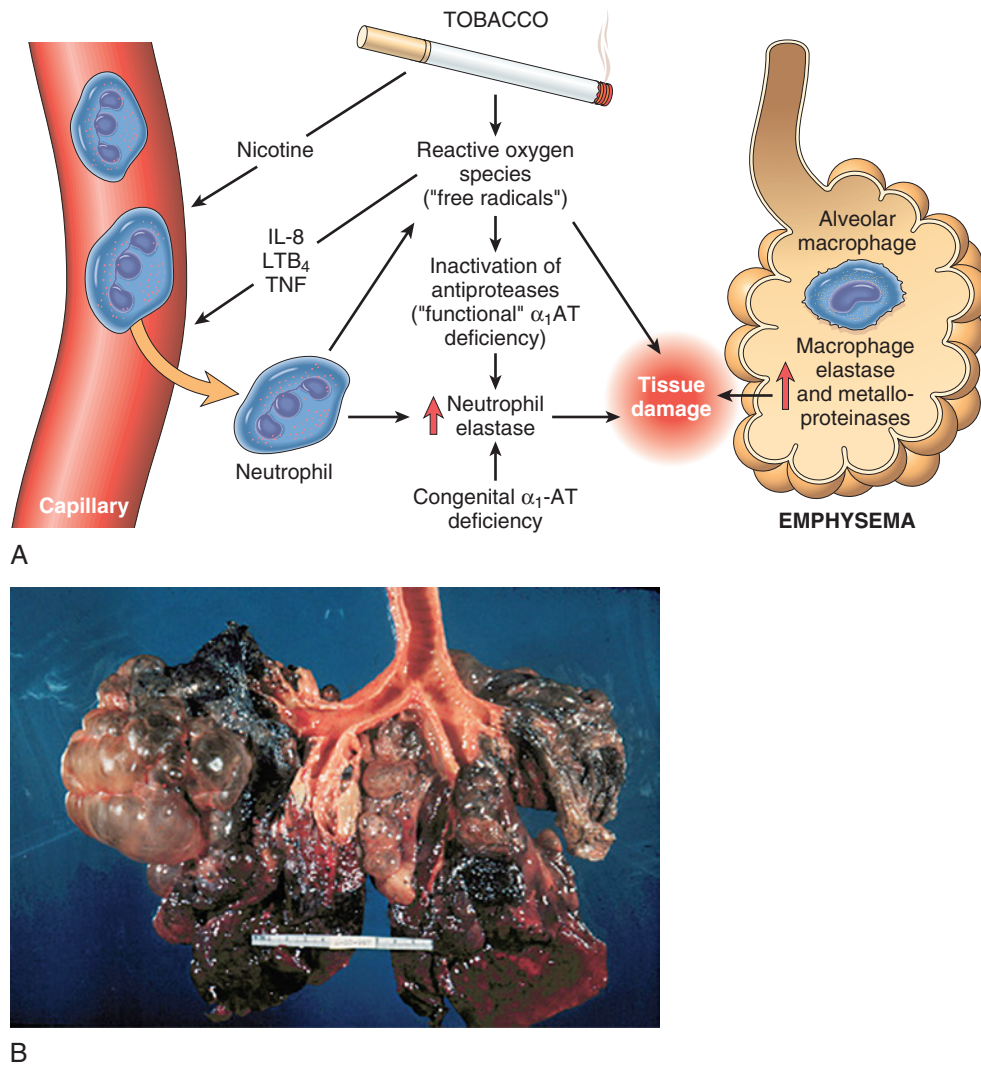 TOBACCO
Nicotine
Reactive oxygen
species
("free radicals")
IL-8
LTB₄
TNF
Inactivation of
antiproteases
("functional" α₁AT
deficiency)
Neutrophil
elastase
Congenital α₁-AT
deficiency
Neutrophil
Capillary
Tissue
damage
Alveolar
macrophage
Macrophage
elastase
and metallo-
proteinases
EMPHYSEMA
A
B